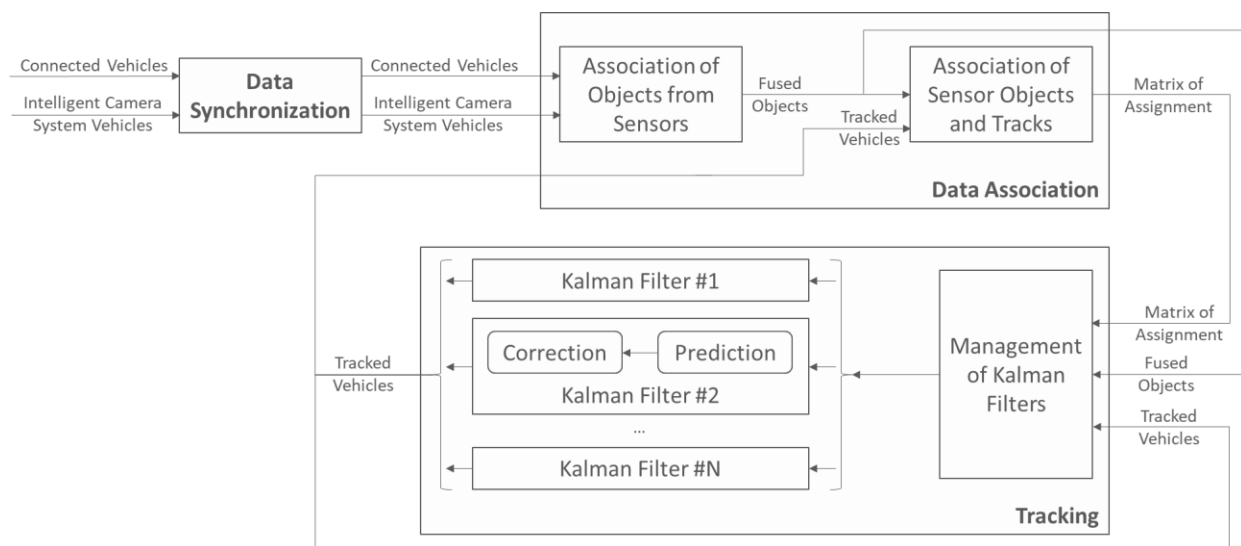 Connected Vehicles
Intelligent Camera
System Vehicles
Data
Synchronization
Connected Vehicles
Intelligent Camera
System Vehicles
Association of
Objects from
Sensors
Fused
Objects
Tracked
Vehicles
Association of
Sensor Objects
and Tracks
Matrix of
Assignment
Data Association
Tracked
Vehicles
Kalman Filter #1
Correction
Prediction
Kalman Filter #2
...
Kalman Filter #N
Management
of Kalman
Filters
Matrix of
Assignment
Fused
Objects
Tracked
Vehicles
Tracking